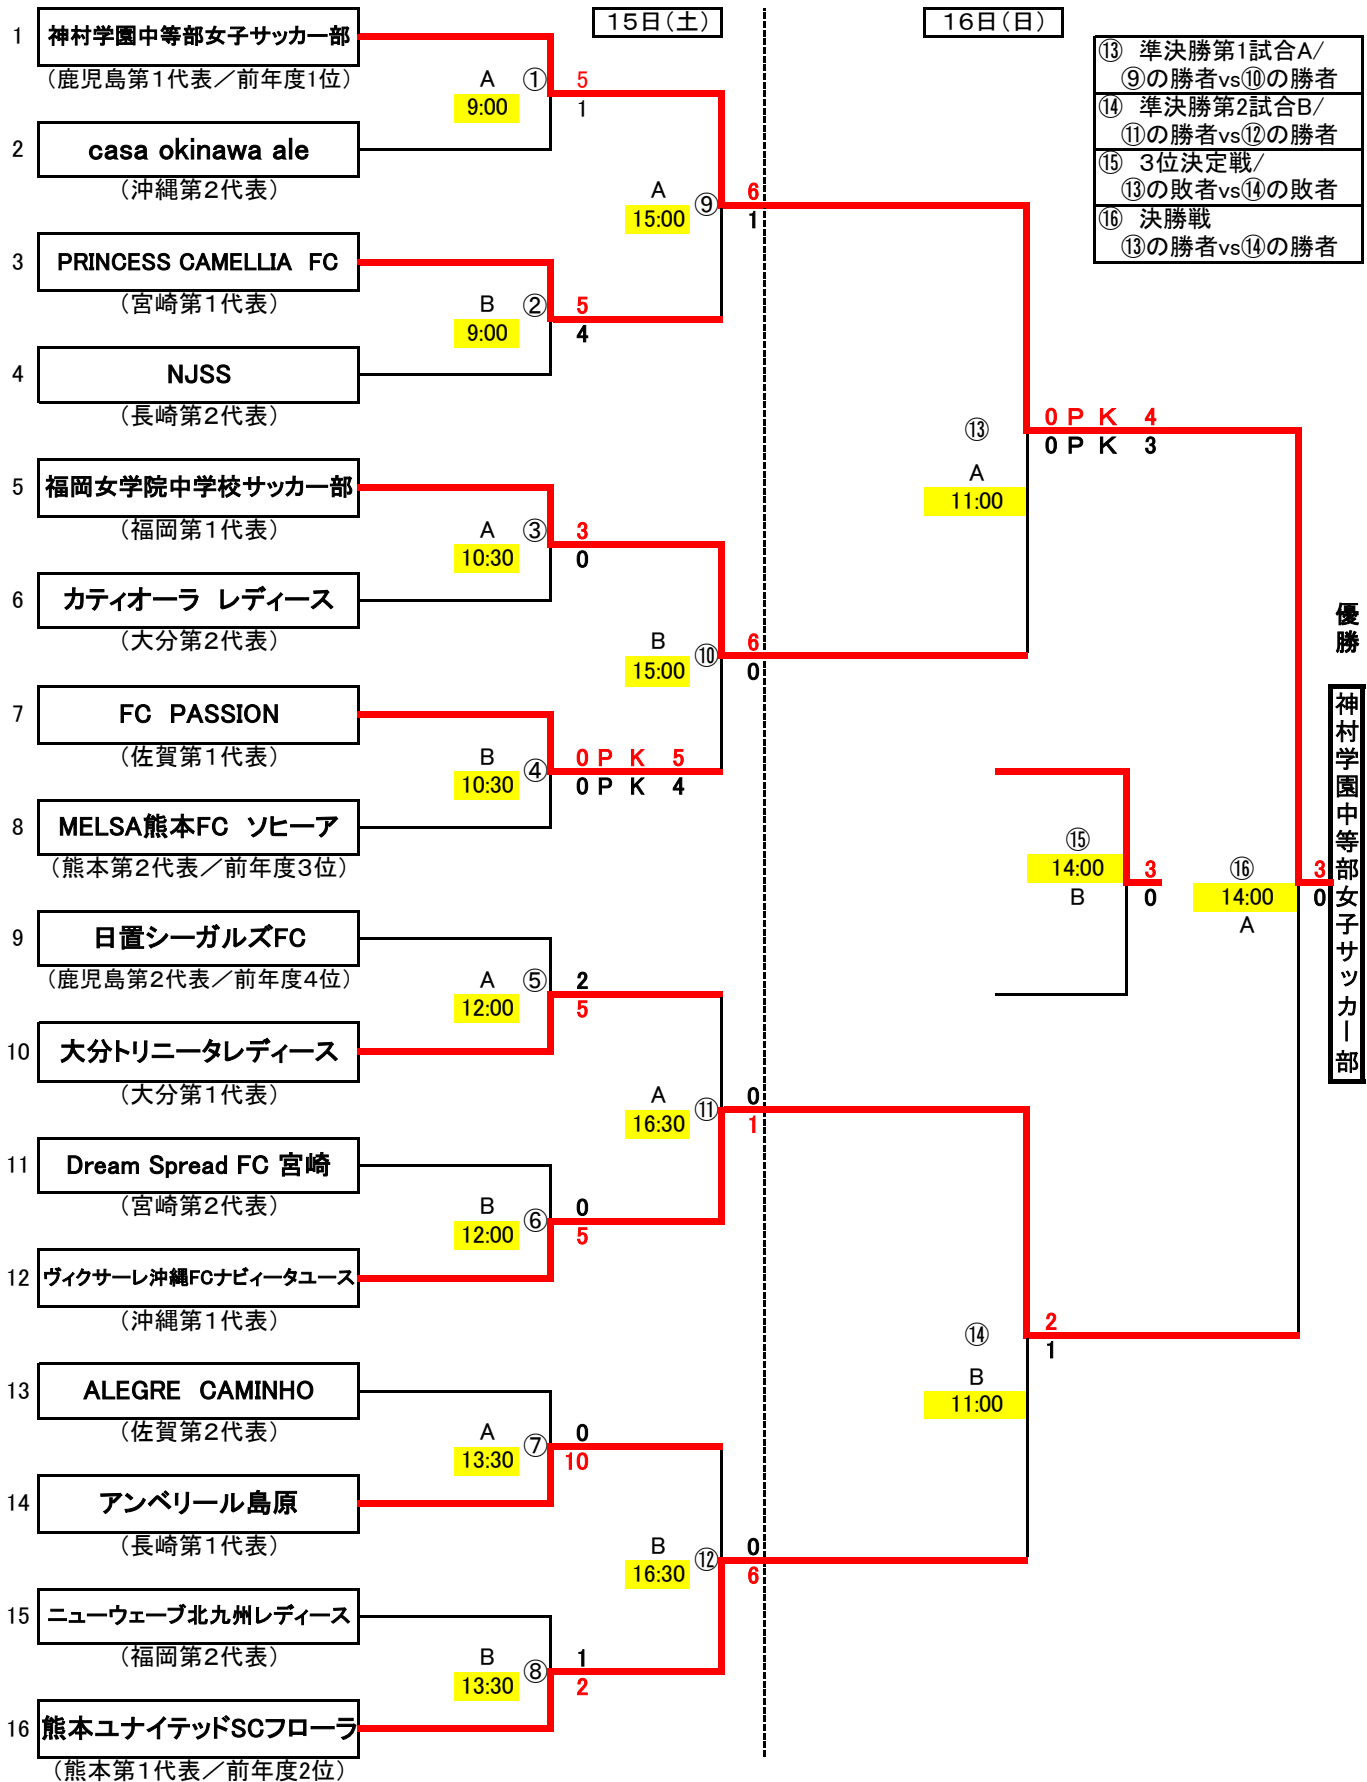 15日(土)
16日(日)
⑬ 準決勝第1試合A/
⑨の勝者vs⑩の勝者
⑭ 準決勝第2試合B/
⑪の勝者vs⑫の勝者
⑮ 3位決定戦/
⑬の敗者vs⑭の敗者
⑯ 決勝戦
⑬の勝者vs⑭の勝者
1 神村学園中等部女子サッカー部
(鹿児島第1代表/前年度1位)
A ① 5
9:00 1
2 casa okinawa ale
(沖縄第2代表)
A ⑨ 6
15:00 1
3 PRINCESS CAMELLIA FC
(宮崎第1代表)
B ② 5
9:00 4
4 NJSS
(長崎第2代表)
⑬ 0 PK 4
0 PK 3
A
11:00
5 福岡女学院中学校サッカー部
(福岡第1代表)
A ③ 3
10:30 0
6 カティオーラ レディース
(大分第2代表)
B ⑩ 6
15:00 0
7 FC PASSION
(佐賀第1代表)
B ④ 0 PK 5
10:30 0 PK 4
8 MELSA熊本FC ソヒーア
(熊本第2代表/前年度3位)
⑮ 3
14:00 0
B
⑯ 3
14:00 0
A
優勝
神村学園中等部女子サッカー部
9 日置シーガルズFC
(鹿児島第2代表/前年度4位)
A ⑤ 2
12:00 5
10 大分トリニータレディース
(大分第1代表)
A ⑪ 0
16:30 1
11 Dream Spread FC 宮崎
(宮崎第2代表)
B ⑥ 0
12:00 5
12 ヴィクサーレ沖縄FCナビィータユース
(沖縄第1代表)
⑭ 2
1
B
11:00
13 ALEGRE CAMINHO
(佐賀第2代表)
A ⑦ 0
13:30 10
14 アンベリール島原
(長崎第1代表)
B ⑫ 0
16:30 6
15 ニューウェーブ北九州レディース
(福岡第2代表)
B ⑧ 1
13:30 2
16 熊本ユナイテッドSCフローラ
(熊本第1代表/前年度2位)